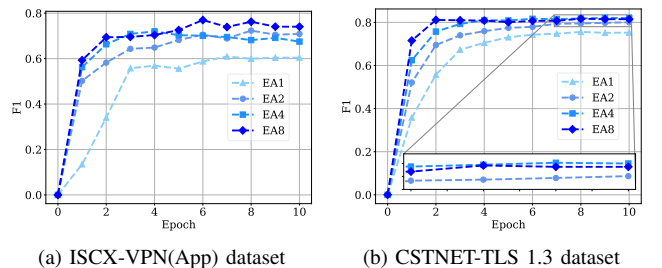 0.8
0.6
0.4
0.2
0.0
F1
0 2 4 6 8 10
Epoch
EA1
EA2
EA4
EA8
(a) ISCX-VPN(App) dataset
0.8
0.6
0.4
0.2
0.0
F1
0 2 4 6 8 10
Epoch
EA1
EA2
EA4
EA8
(b) CSTNET-TLS 1.3 dataset